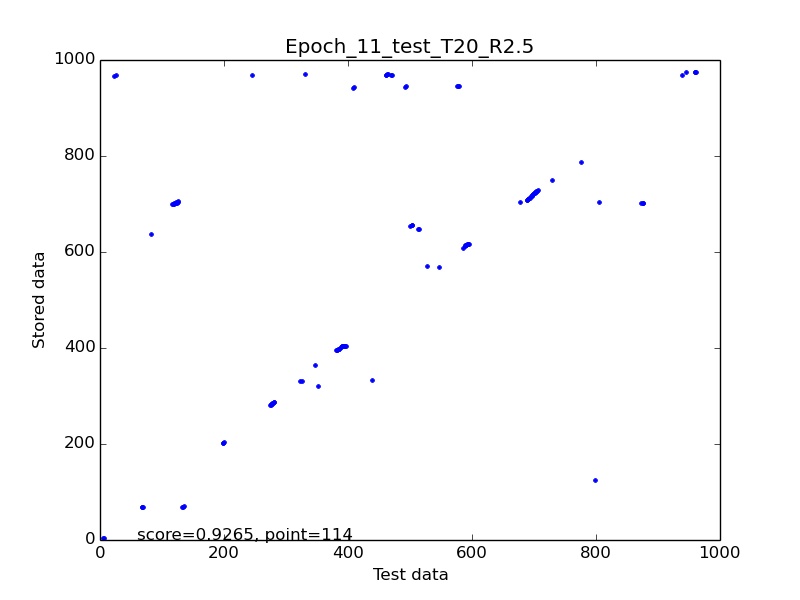 Epoch_11_test_T20_R2.5
1000
800
600
400
200
0
Stored data
score=0.9265, point=114
0 200 400 600 800 1000
Test data